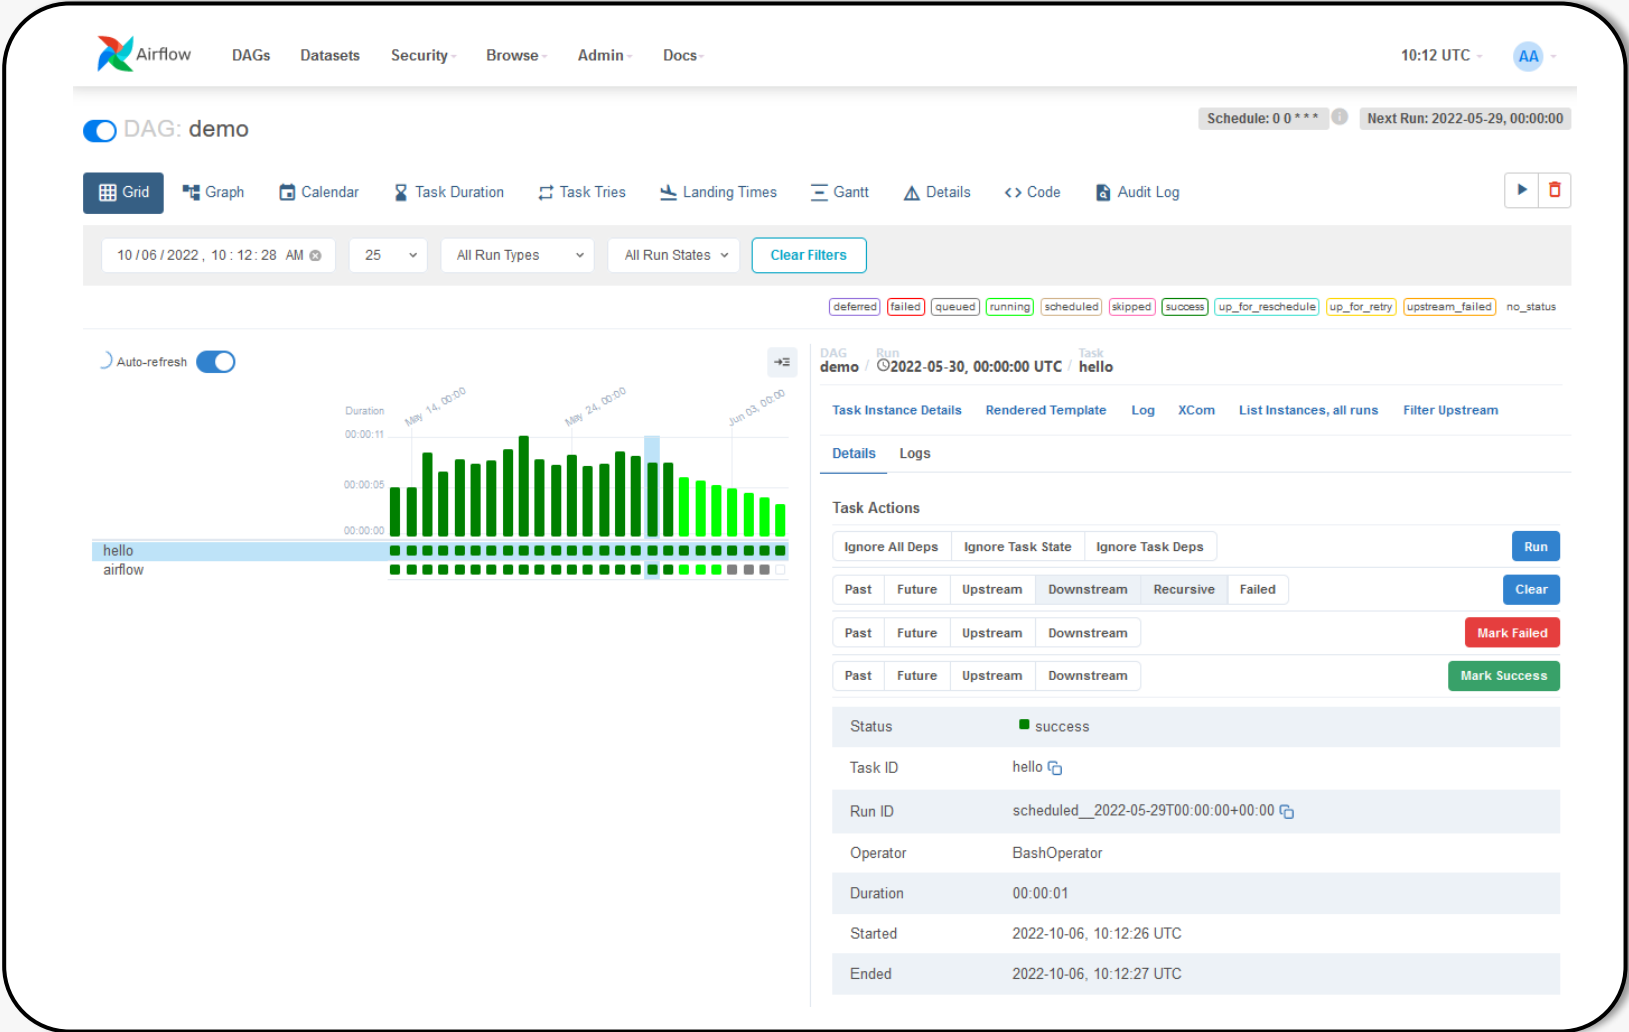 Airflow DAGs Datasets Security Browse Admin Docs 10:12 UTC AA
DAG: demo
Schedule: 0 0 * * * i Next Run: 2022-05-29, 00:00:00
Grid Graph Calendar Task Duration Task Tries Landing Times Gantt Details Code Audit Log
10/06/2022, 10:12:28 AM 25 All Run Types All Run States Clear Filters
deferred failed queued running scheduled skipped success up_for_reschedule up_for_retry upstream_failed no_status
Auto-refresh
Duration May 14, 00:00 May 24, 00:00 Jun 03, 00:00
00:00:11
00:00:05
00:00:00
hello
airflow
DAG Run Task
demo / 2022-05-30, 00:00:00 UTC / hello
Task Instance Details Rendered Template Log XCom List Instances, all runs Filter Upstream
Details Logs
Task Actions
Ignore All Deps Ignore Task State Ignore Task Deps Run
Past Future Upstream Downstream Recursive Failed Clear
Past Future Upstream Downstream Mark Failed
Past Future Upstream Downstream Mark Success
Status success
Task ID hello
Run ID scheduled__2022-05-29T00:00:00+00:00
Operator BashOperator
Duration 00:00:01
Started 2022-10-06, 10:12:26 UTC
Ended 2022-10-06, 10:12:27 UTC